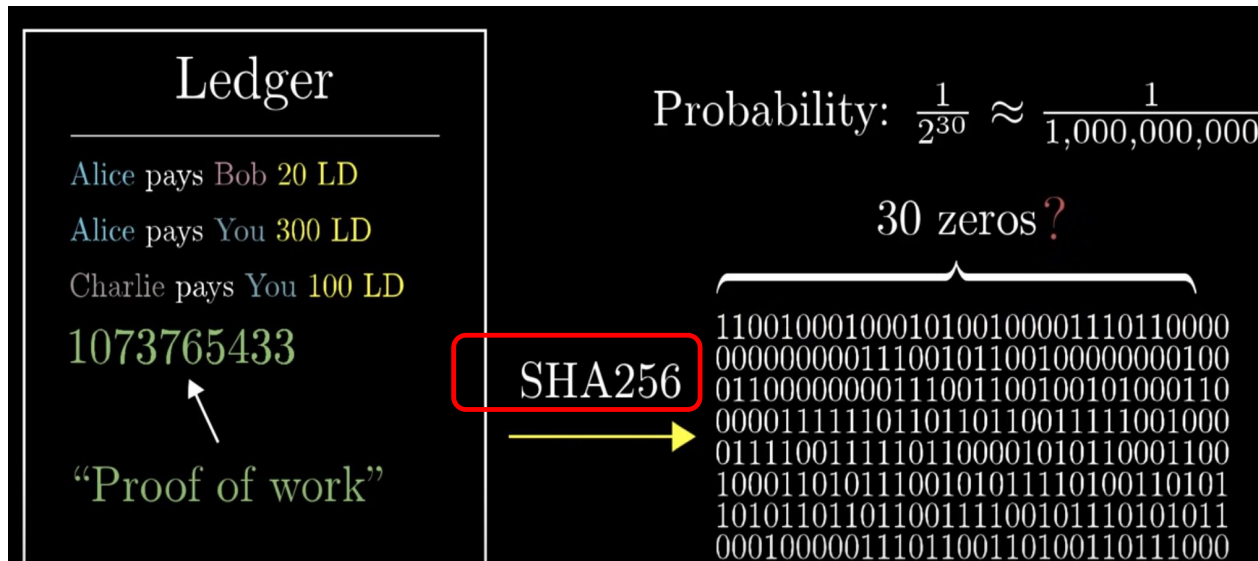 Ledger
Alice pays Bob 20 LD
Alice pays You 300 LD
Charlie pays You 100 LD
1073765433
“Proof of work”
SHA256
Probability: 1/2^30 ≈ 1/1,000,000,000
30 zeros?
11001000100010100100001110110000
00000000011100101100100000000100
01100000000111001100100101000110
00001111110110110110011111001000
01111001111101100001010110001100
10001101011100101011110100110101
10101101101100111100101110101011
00010000011101100110100110111000